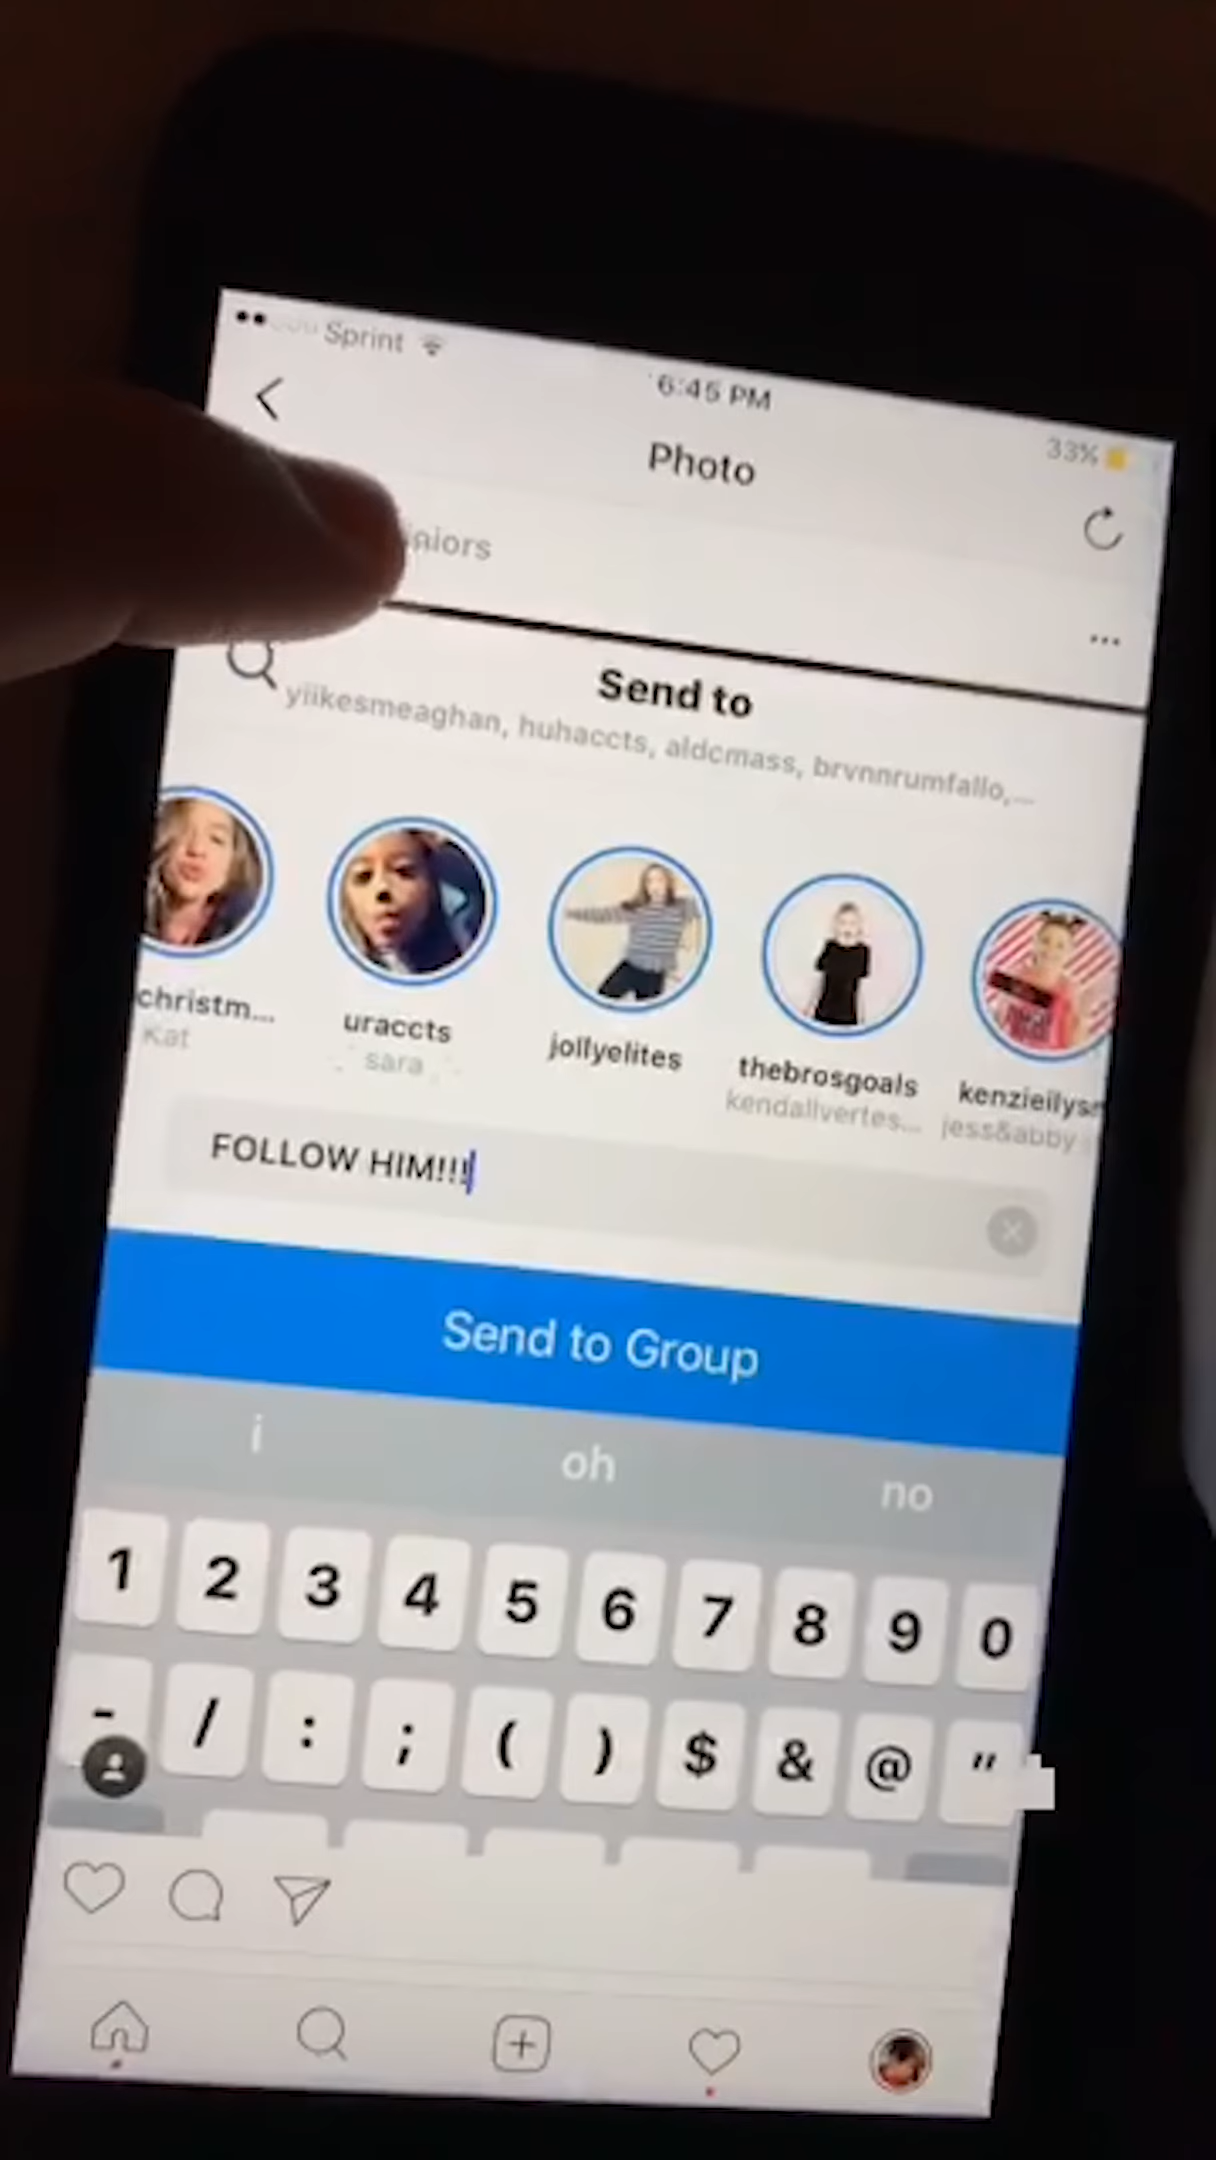 Sprint
6:45 PM
33%
Photo
Send to
yiikesmeaghan, huhaccts, aldcmass, brvnnrumfallo,...
christm...
uraccts
jollyelites
thebrosgoals
Kat
sara
kendallvertes...
jess&abby
FOLLOW HIM!!!
Send to Group
i oh no
1 2 3 4 5 6 7 8 9 0
- / : ; ( ) $ & @ "